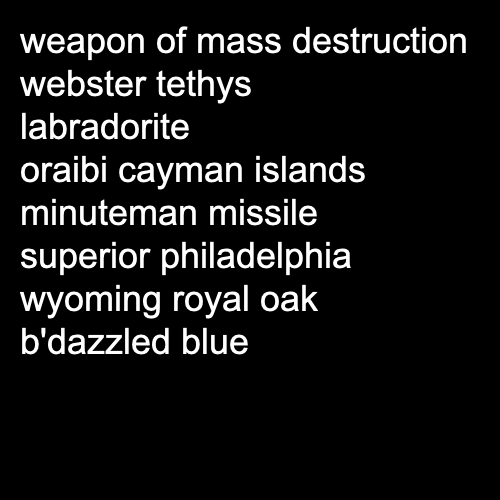 weapon of mass destruction
webster tethys
labradorite
oraibi cayman islands
minuteman missile
superior philadelphia
wyoming royal oak
b'dazzled blue